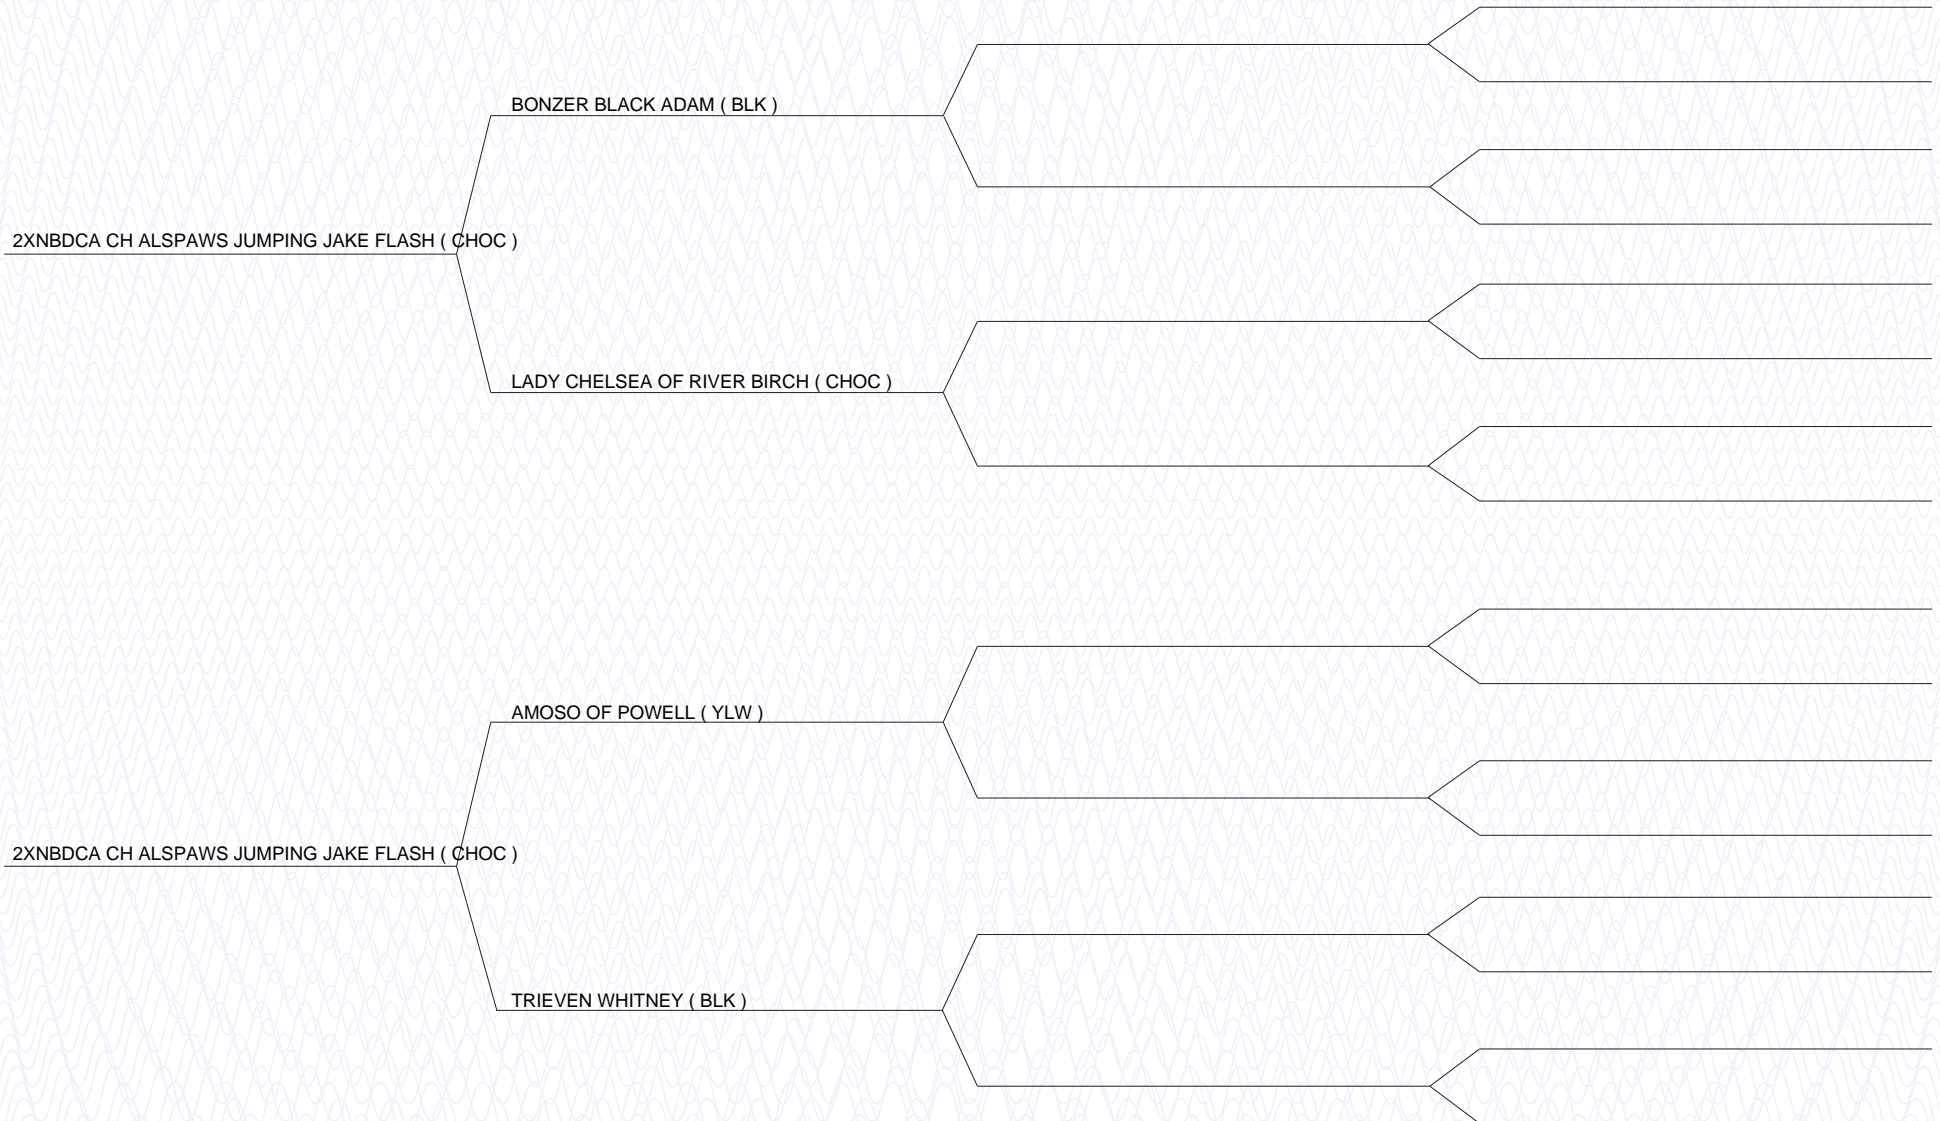 BONZER BLACK ADAM ( BLK )
2XNBDCA CH ALSPAWS JUMPING JAKE FLASH ( CHOC )
LADY CHELSEA OF RIVER BIRCH ( CHOC )
AMOSO OF POWELL ( YLW )
2XNBDCA CH ALSPAWS JUMPING JAKE FLASH ( CHOC )
TRIEVEN WHITNEY ( BLK )